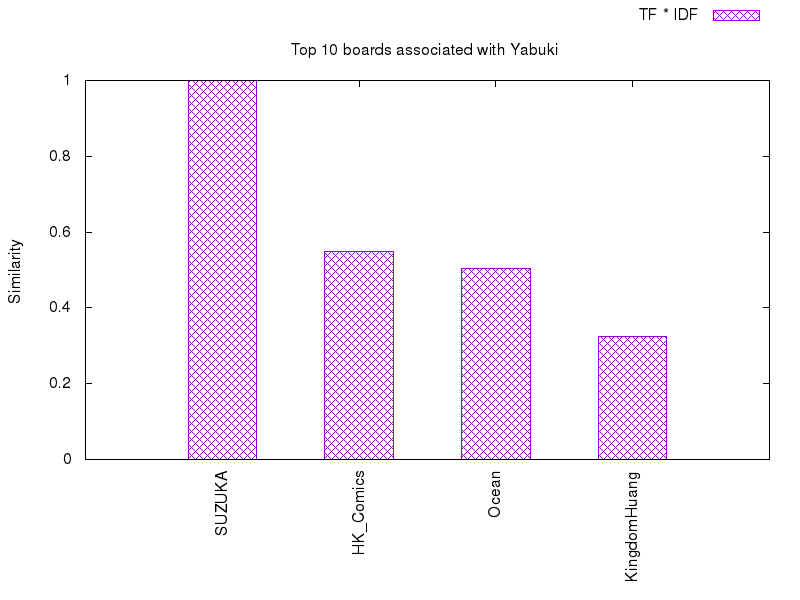 TF * IDF
Top 10 boards associated with Yabuki
1
0.8
0.6
0.4
0.2
0
Similarity
SUZUKA
HK_Comics
Ocean
KingdomHuang